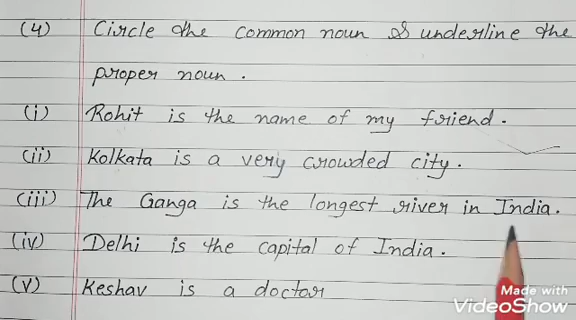 (4) Circle the common noun & underline the
proper noun.
(i) Rohit is the name of my friend.
(ii) Kolkata is a very crowded city.
(iii) The Ganga is the longest river in India.
(iv) Delhi is the capital of India.
(v) Keshav is a doctor
Made with
VideoShow